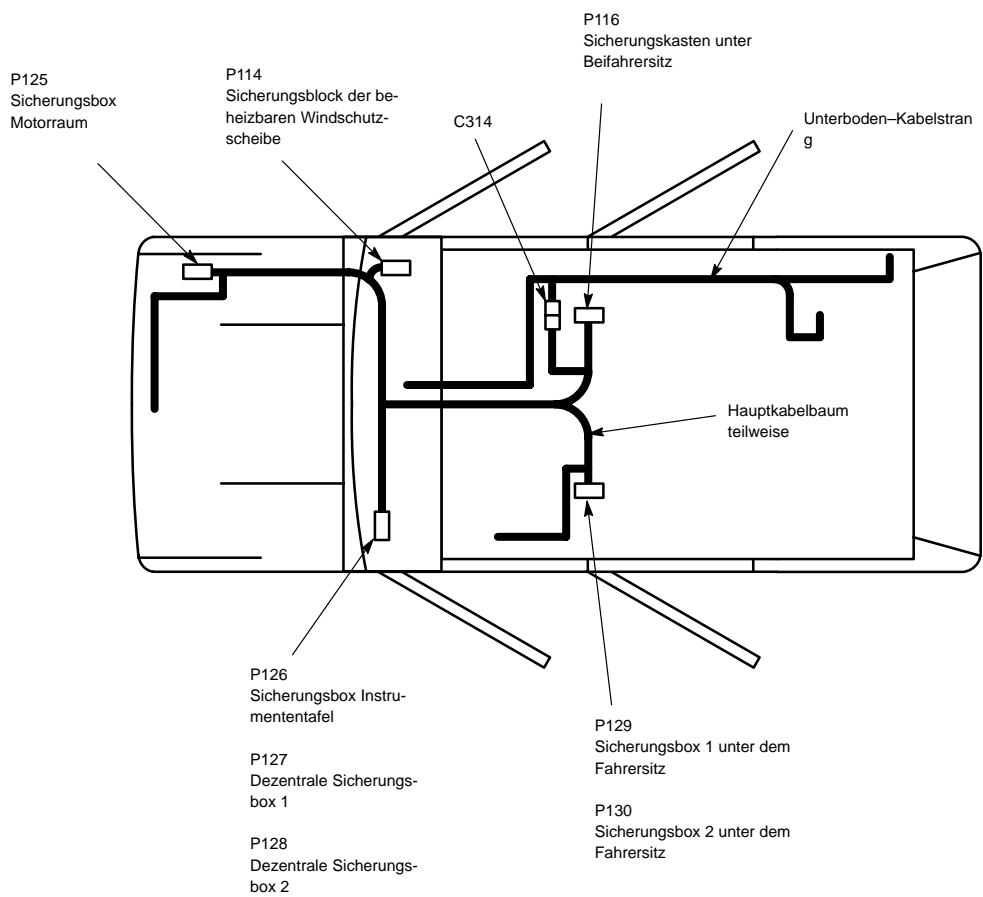 P116
Sicherungskasten unter
Beifahrersitz
P125
Sicherungsbox
Motorraum
P114
Sicherungsblock der be-
heizbaren Windschutz-
scheibe
C314
Unterboden–Kabelstran
g
Hauptkabelbaum
teilweise
P126
Sicherungsbox Instru-
mententafel
P127
Dezentrale Sicherungs-
box 1
P128
Dezentrale Sicherungs-
box 2
P129
Sicherungsbox 1 unter dem
Fahrersitz
P130
Sicherungsbox 2 unter dem
Fahrersitz